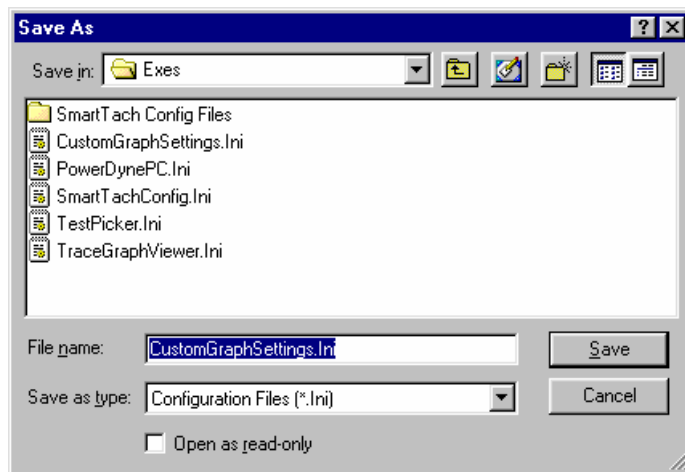 Save As
Save in: Exes
SmartTach Config Files
CustomGraphSettings.Ini
PowerDynePC.Ini
SmartTachConfig.Ini
TestPicker.Ini
TraceGraphViewer.Ini
File name: CustomGraphSettings.Ini Save
Save as type: Configuration Files (*.Ini) Cancel
Open as read-only